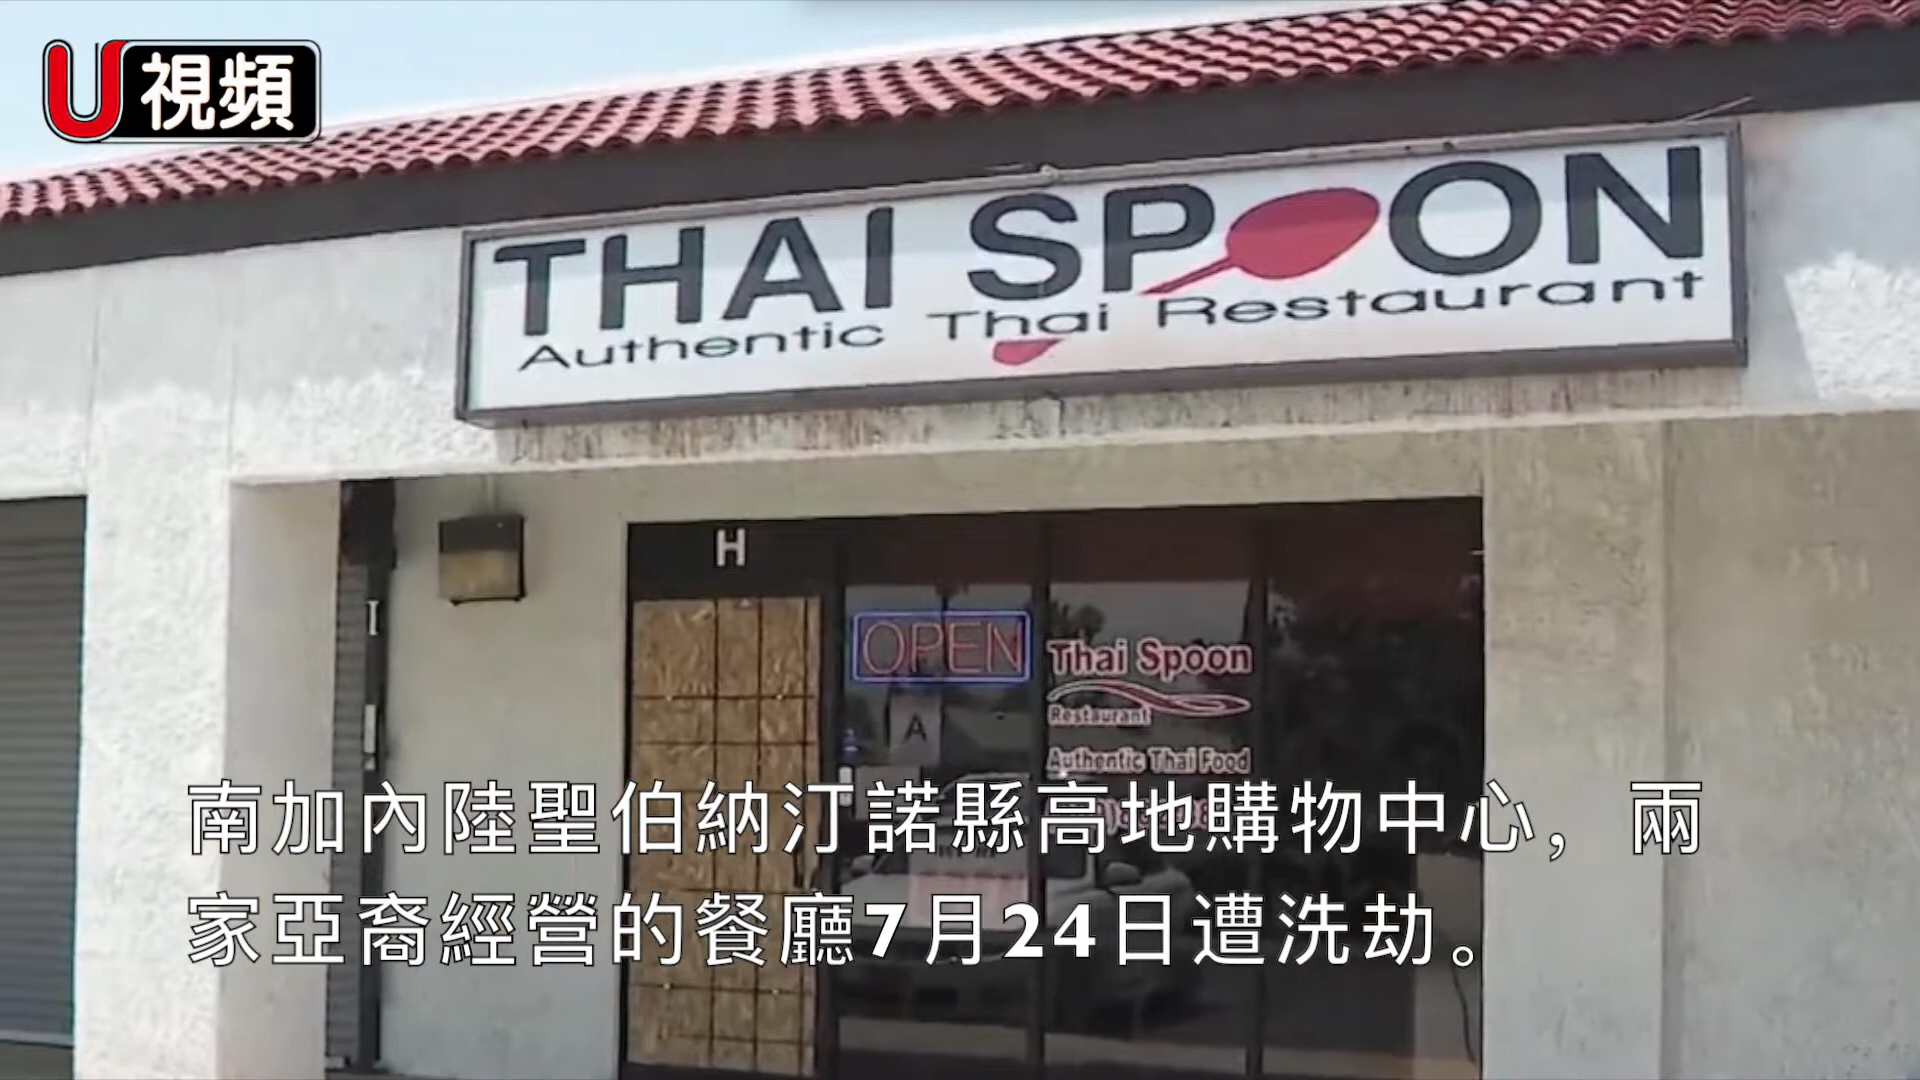 U視頻
THAI SPOON
Authentic Thai Restaurant
H
I
OPEN
Thai Spoon
Restaurant
A
Authentic Thai Food
南加內陸聖伯納汀諾縣高地購物中心，兩
家亞裔經營的餐廳7月24日遭洗劫。